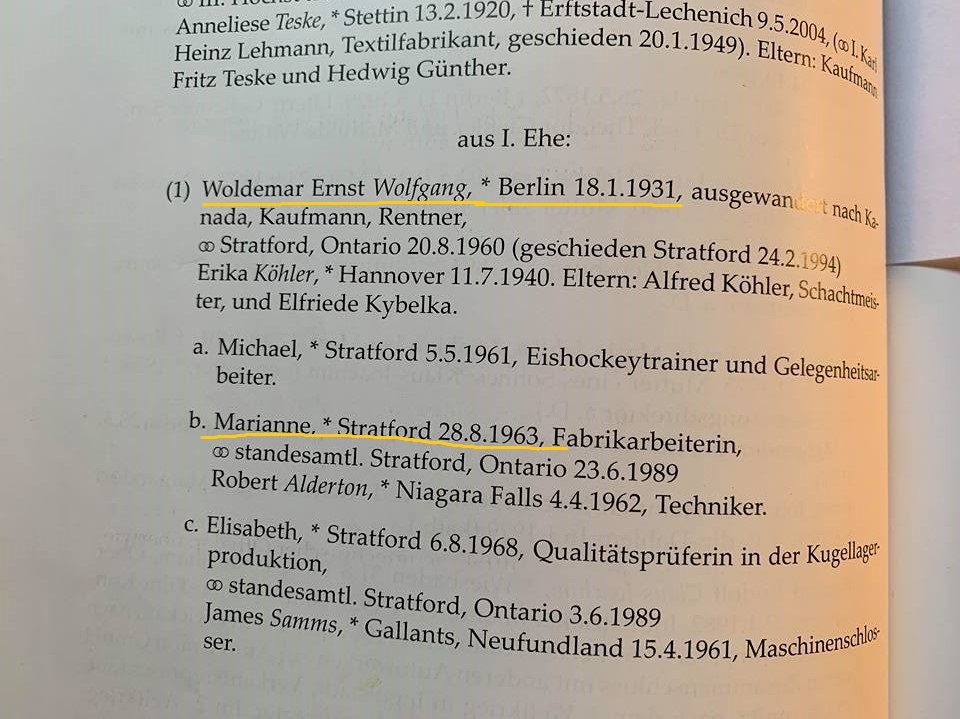 Anneliese Teske, * Stettin 13.2.1920, † Erftstadt-Lechenich 9.5.2004, (⚭ I. Karl
Heinz Lehmann, Textilfabrikant, geschieden 20.1.1949). Eltern: Kaufmann
Fritz Teske und Hedwig Günther.
aus I. Ehe:
(1) Woldemar Ernst Wolfgang, * Berlin 18.1.1931, ausgewandert nach Ka-
nada, Kaufmann, Rentner,
⚭ Stratford, Ontario 20.8.1960 (geschieden Stratford 24.2.1994)
Erika Köhler, * Hannover 11.7.1940. Eltern: Alfred Köhler, Schachtmeis-
ter, und Elfriede Kybelka.
a. Michael, * Stratford 5.5.1961, Eishockeytrainer und Gelegenheitsar-
beiter.
b. Marianne, * Stratford 28.8.1963, Fabrikarbeiterin,
⚭ standesamtl. Stratford, Ontario 23.6.1989
Robert Alderton, * Niagara Falls 4.4.1962, Techniker.
c. Elisabeth, * Stratford 6.8.1968, Qualitätsprüferin in der Kugellager-
produktion,
⚭ standesamtl. Stratford, Ontario 3.6.1989
James Samms, * Gallants, Neufundland 15.4.1961, Maschinenschlos-
ser.